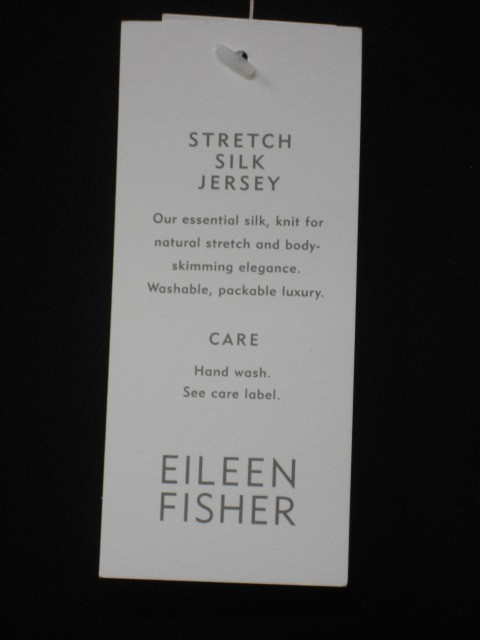 STRETCH
SILK
JERSEY
Our essential silk, knit for
natural stretch and body-
skimming elegance.
Washable, packable luxury.
CARE
Hand wash.
See care label.
EILEEN
FISHER